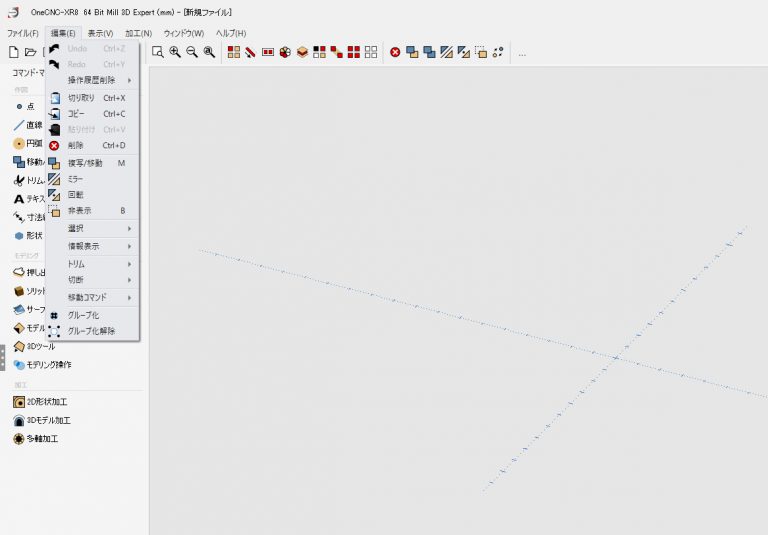 OneCNC-XR8 64 Bit Mill 3D Expert (mm) - [新規ファイル]
ファイル(F) 編集(E) 表示(V) 加工(N) ウィンドウ(W) ヘルプ(H)
Undo Ctrl+Z
Redo Ctrl+Y
操作履歴削除
切り取り Ctrl+X
コピー Ctrl+C
貼り付け Ctrl+V
削除 Ctrl+D
複写/移動 M
ミラー
回転
非表示 B
選択
情報表示
トリム
切断
移動コマンド
グループ化
グループ化解除
コマンド・マ
作図
点
直線
円弧
移動/
トリム
A テキス
寸法
形状
モデリング
押し出
ソリッド
サーフ
モデル
3Dツール
モデリング操作
加工
2D形状加工
3Dモデル加工
多軸加工